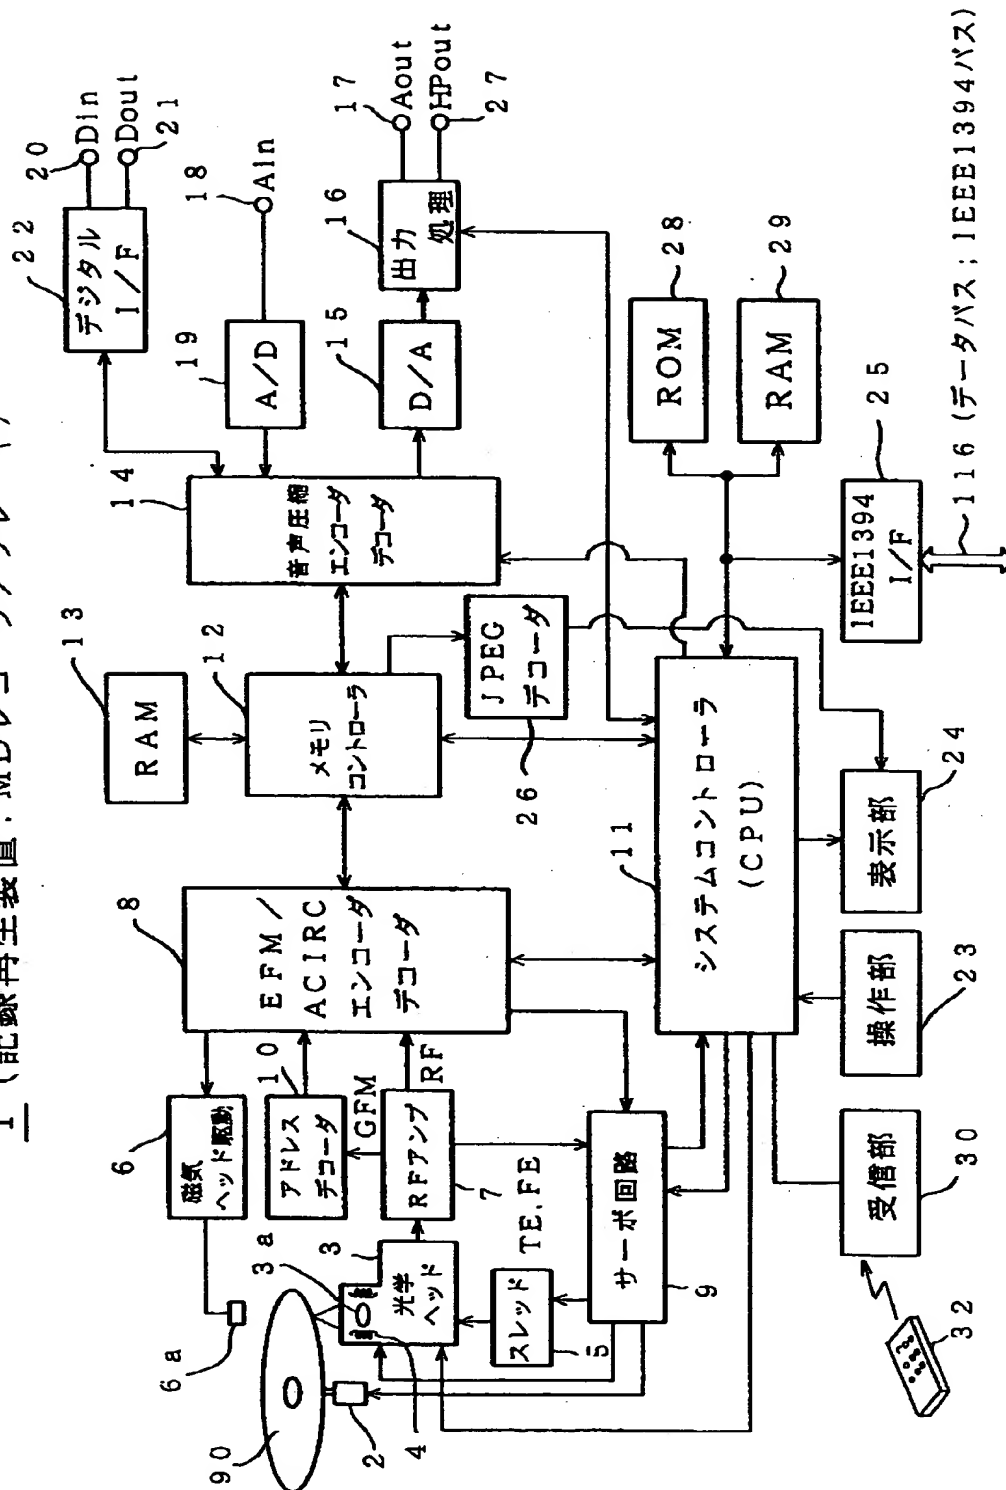 1 (記録再生装置:MDレコーダ
90
2
6a
3a
3
4
光学
ヘッド
6
磁気
ヘッド駆動
10
アドレス
デコーダ
GFM
RF
RFアンプ
7
TE.FE
スレッド
5
サーボ回路
9
8
EFM/
ACIRC
エンコーダ
デコーダ
13
RAM
12
メモリ
コントローラ
JPEG
デコーダ
26
14
音声圧縮
エンコーダ
デコーダ
22
デジタル
I/F
20
Din
Dout
21
19
A/D
18
AIn
15
D/A
16
出力
処理
17
Aout
HPout
27
11
システムコントローラ
(CPU)
28
ROM
RAM
29
IEEE1394
I/F
25
116 (データバス;IEEE1394バス)
表示部
24
操作部
23
受信部
30
32